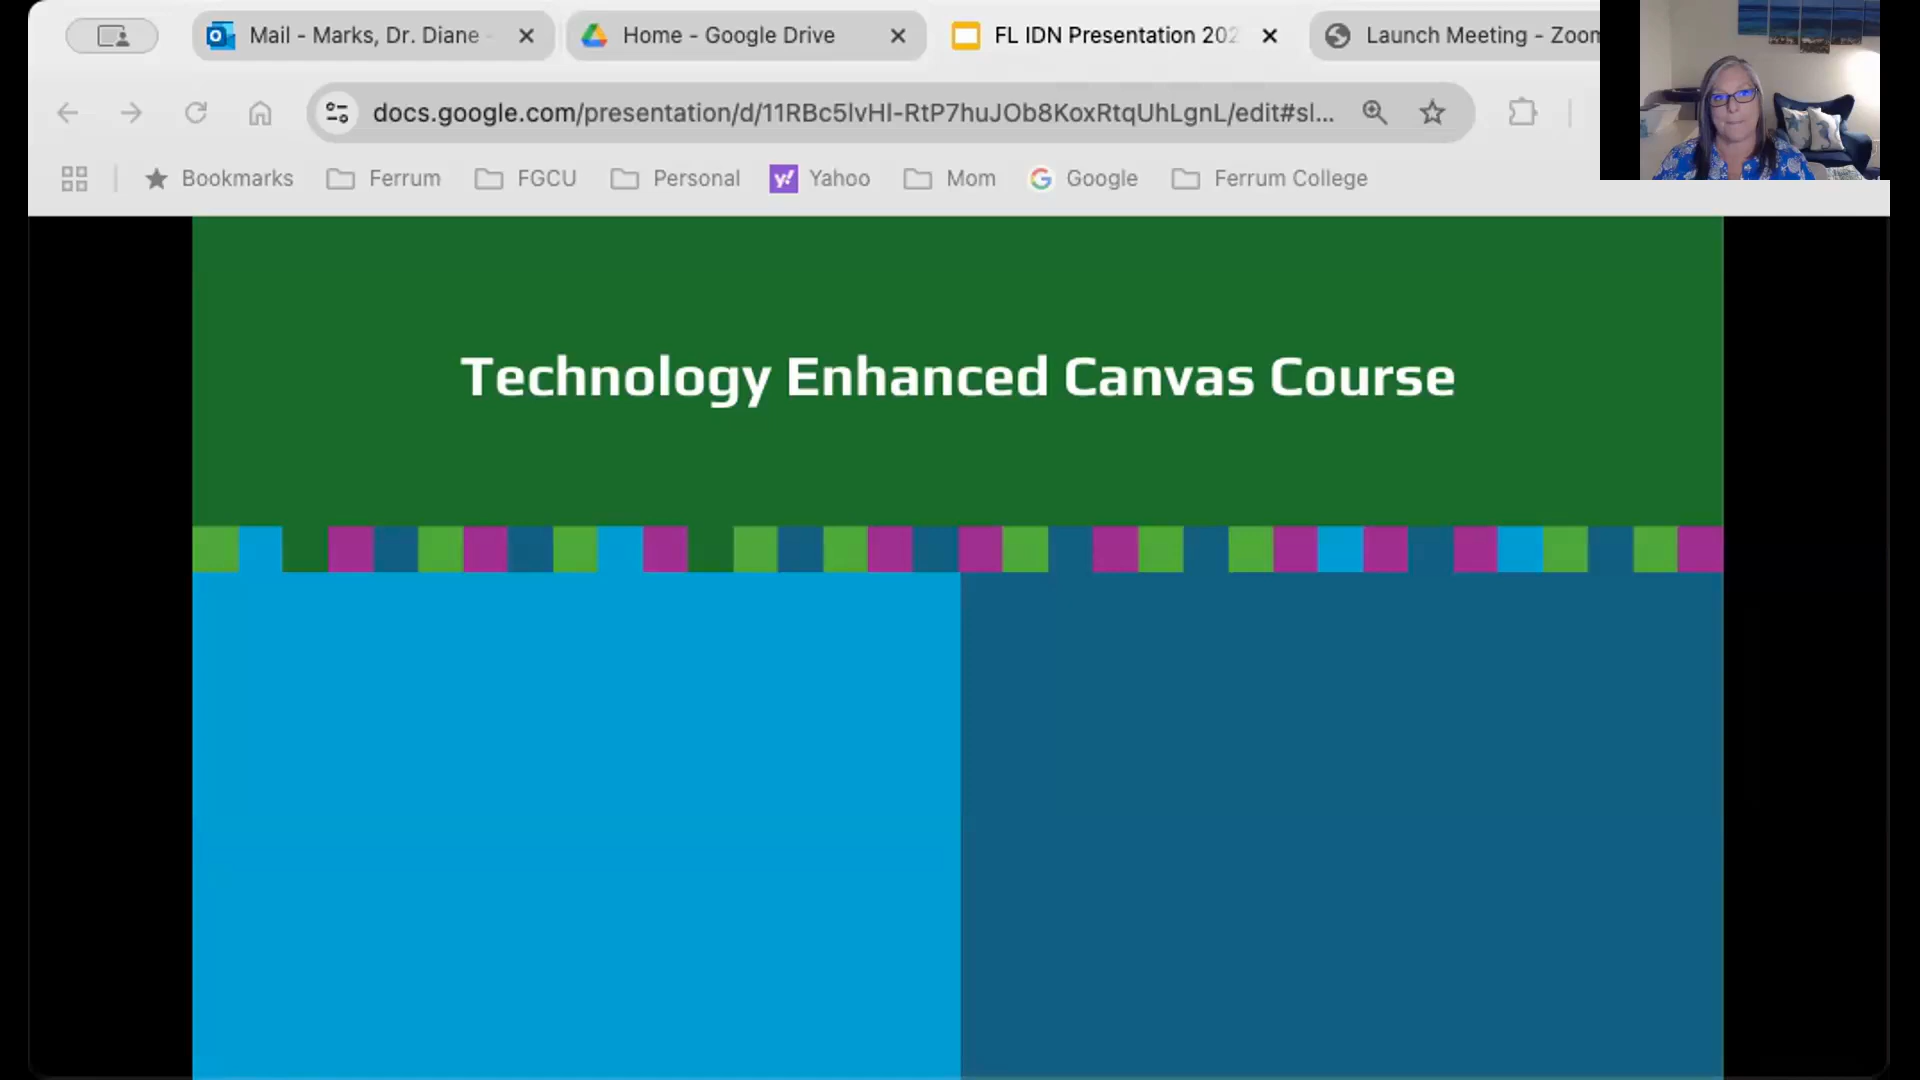 Mail - Marks, Dr. Diane -
Home - Google Drive
FL IDN Presentation 202
Launch Meeting - Zoom
docs.google.com/presentation/d/11RBc5lvHl-RtP7huJOb8KoxRtqUhLgnL/edit#sl...
Bookmarks
Ferrum
FGCU
Personal
Yahoo
Mom
Google
Ferrum College
Technology Enhanced Canvas Course